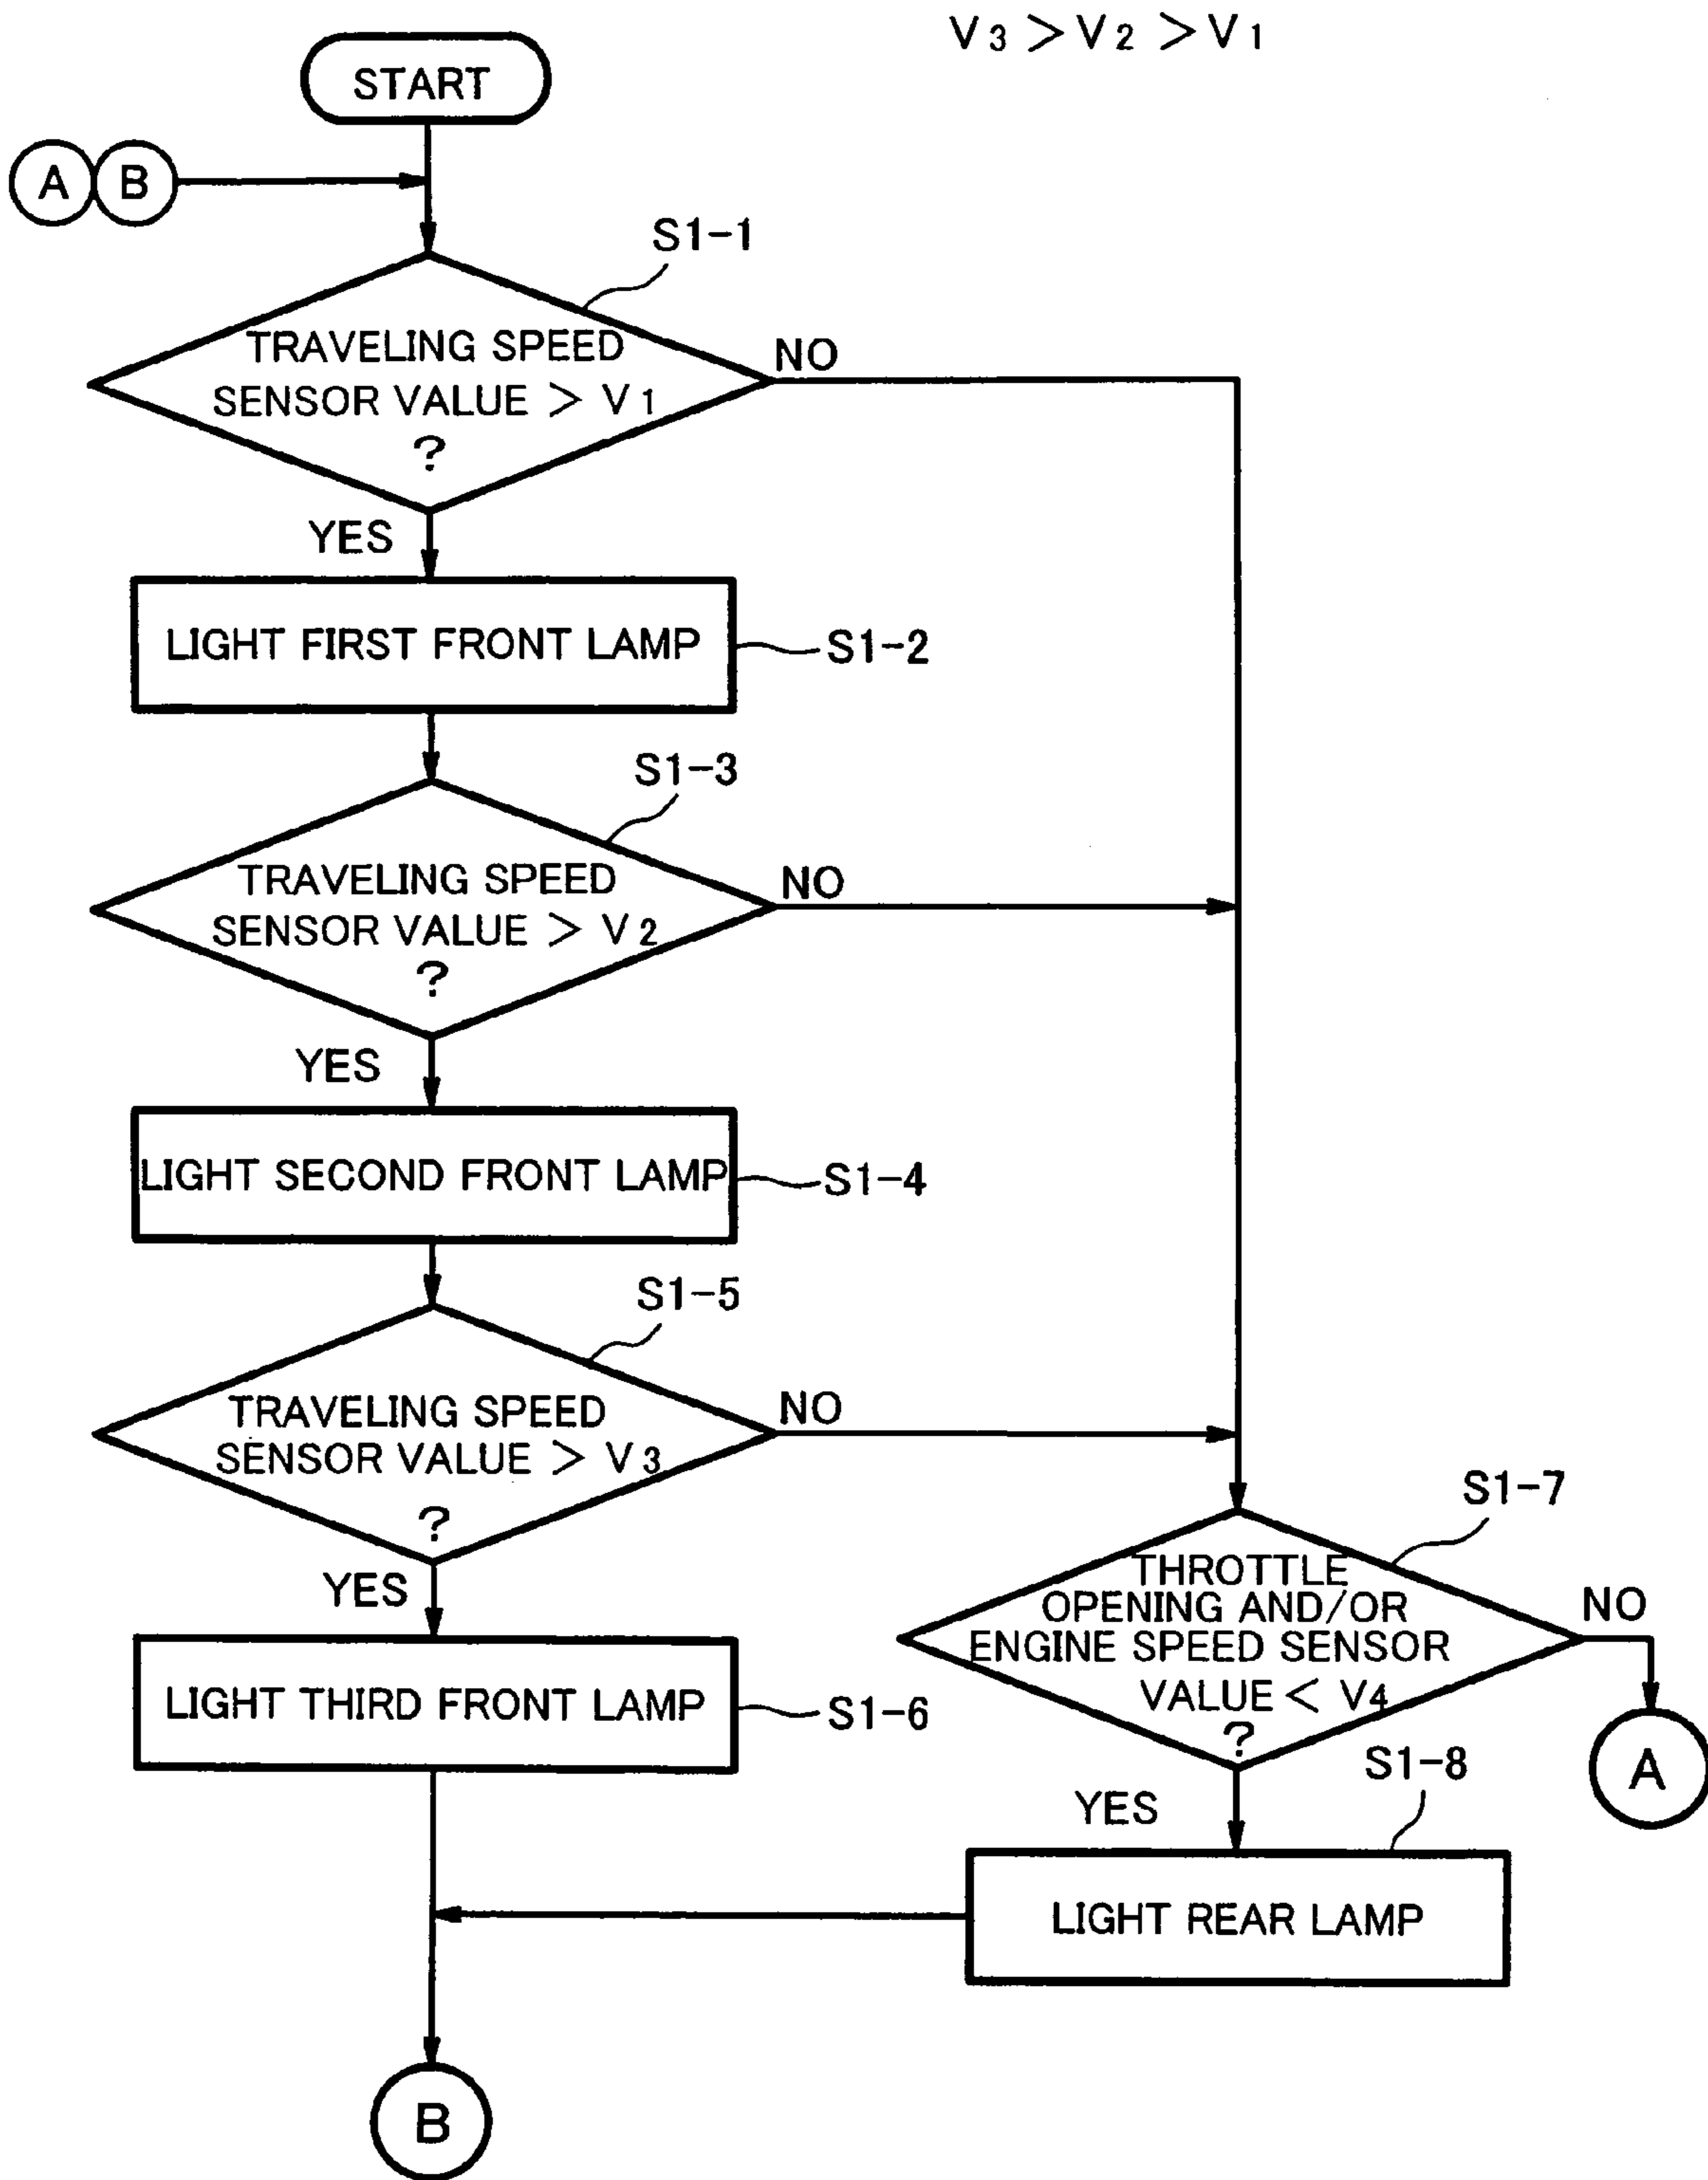 V3 > V2 > V1
START
A B
S1-1
TRAVELING SPEED
SENSOR VALUE > V1
?
NO
YES
LIGHT FIRST FRONT LAMP
S1-2
S1-3
TRAVELING SPEED
SENSOR VALUE > V2
?
NO
YES
LIGHT SECOND FRONT LAMP
S1-4
S1-5
TRAVELING SPEED
SENSOR VALUE > V3
?
NO
YES
LIGHT THIRD FRONT LAMP
S1-6
S1-7
THROTTLE
OPENING AND/OR
ENGINE SPEED SENSOR
VALUE < V4
?
NO
A
YES
S1-8
LIGHT REAR LAMP
B